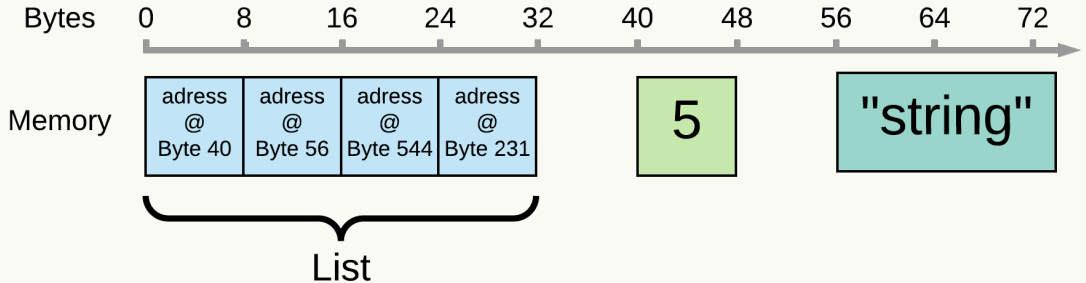 Bytes 0 8 16 24 32 40 48 56 64 72
Memory
adress
@
Byte 40
adress
@
Byte 56
adress
@
Byte 544
adress
@
Byte 231
5
"string"
List